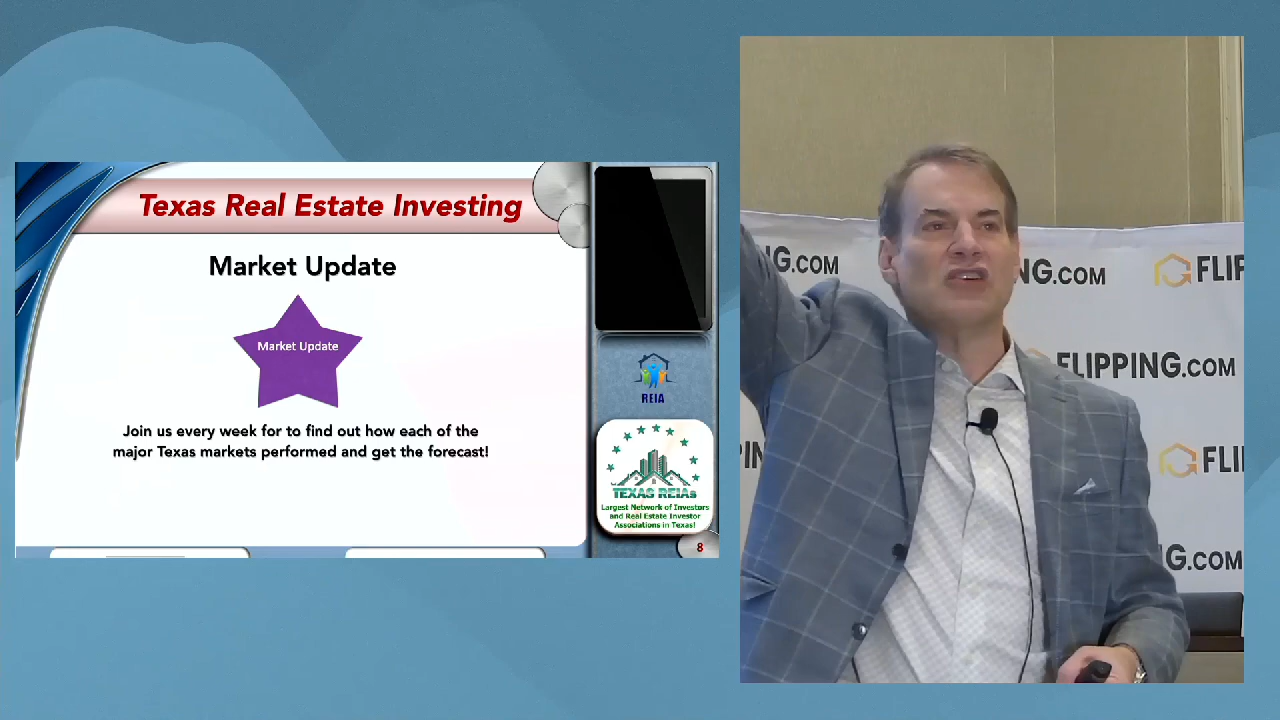 Texas Real Estate Investing
Market Update
Market Update
Join us every week for to find out how each of the
major Texas markets performed and get the forecast!
REIA
TEXAS REIAs
Largest Network of Investors
and Real Estate Investor
Associations in Texas!
8
G.COM
NG.COM
FLIP
FLIPPING.COM
PIN
FLI
G.COM